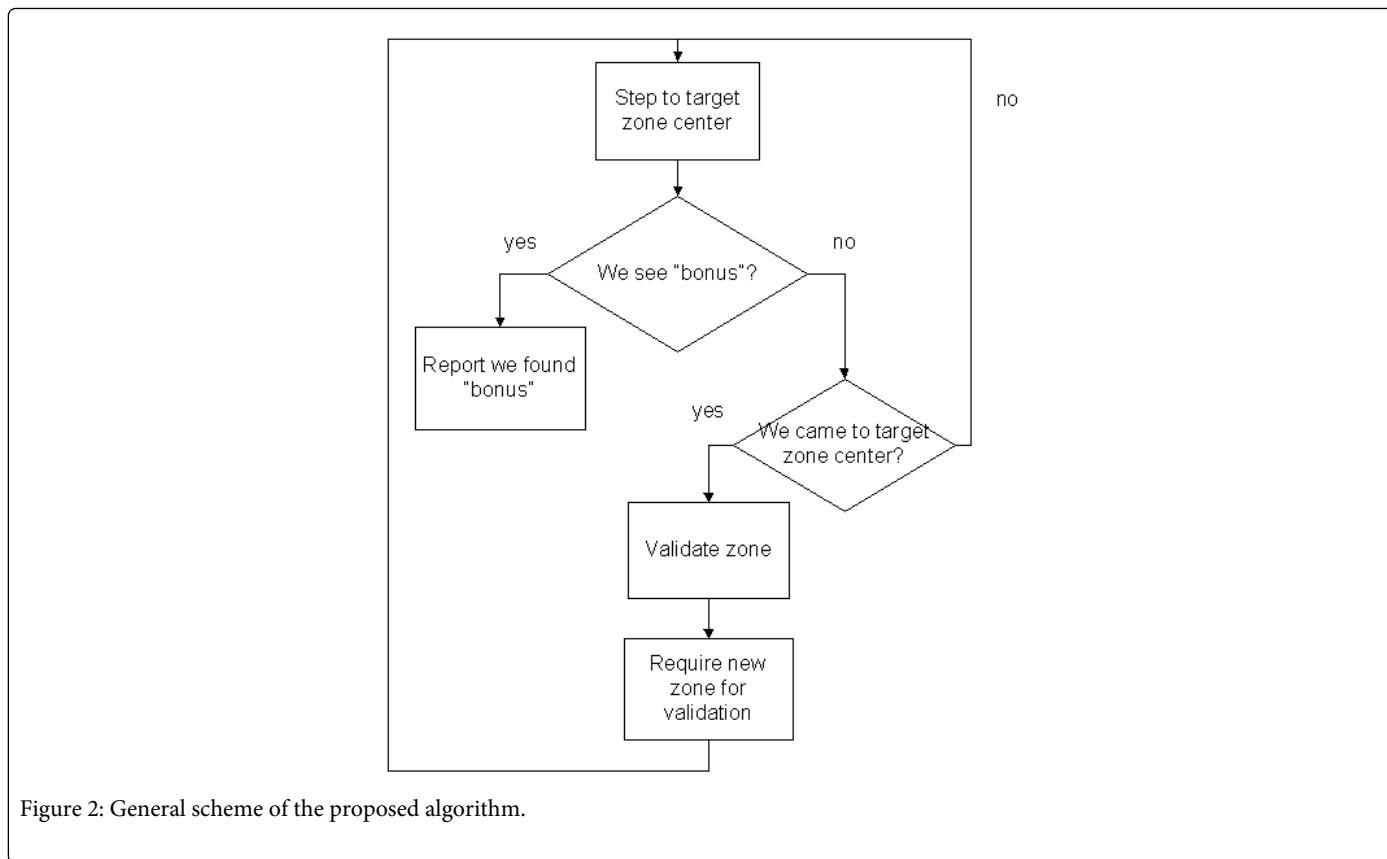 Step to target
zone center
no
yes
no
We see "bonus"?
Report we found
"bonus"
yes
We came to target
zone center?
Validate zone
Require new
zone for
validation
Figure 2: General scheme of the proposed algorithm.